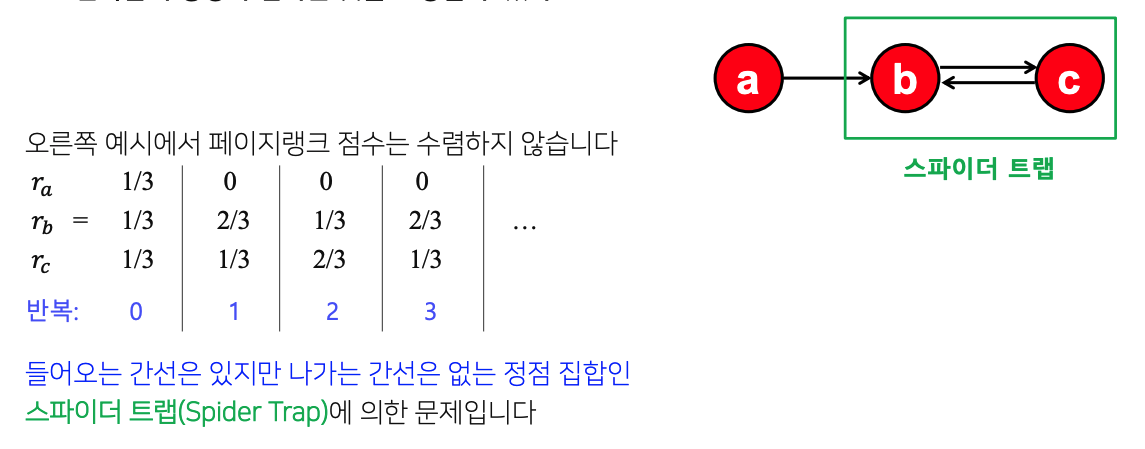 a b c
스파이더 트랩
오른쪽 예시에서 페이지랭크 점수는 수렴하지 않습니다
rₐ 1/3 0 0 0
r_b = 1/3 2/3 1/3 2/3 …
r_c 1/3 1/3 2/3 1/3
반복: 0 1 2 3
들어오는 간선은 있지만 나가는 간선은 없는 정점 집합인
스파이더 트랩(Spider Trap)에 의한 문제입니다